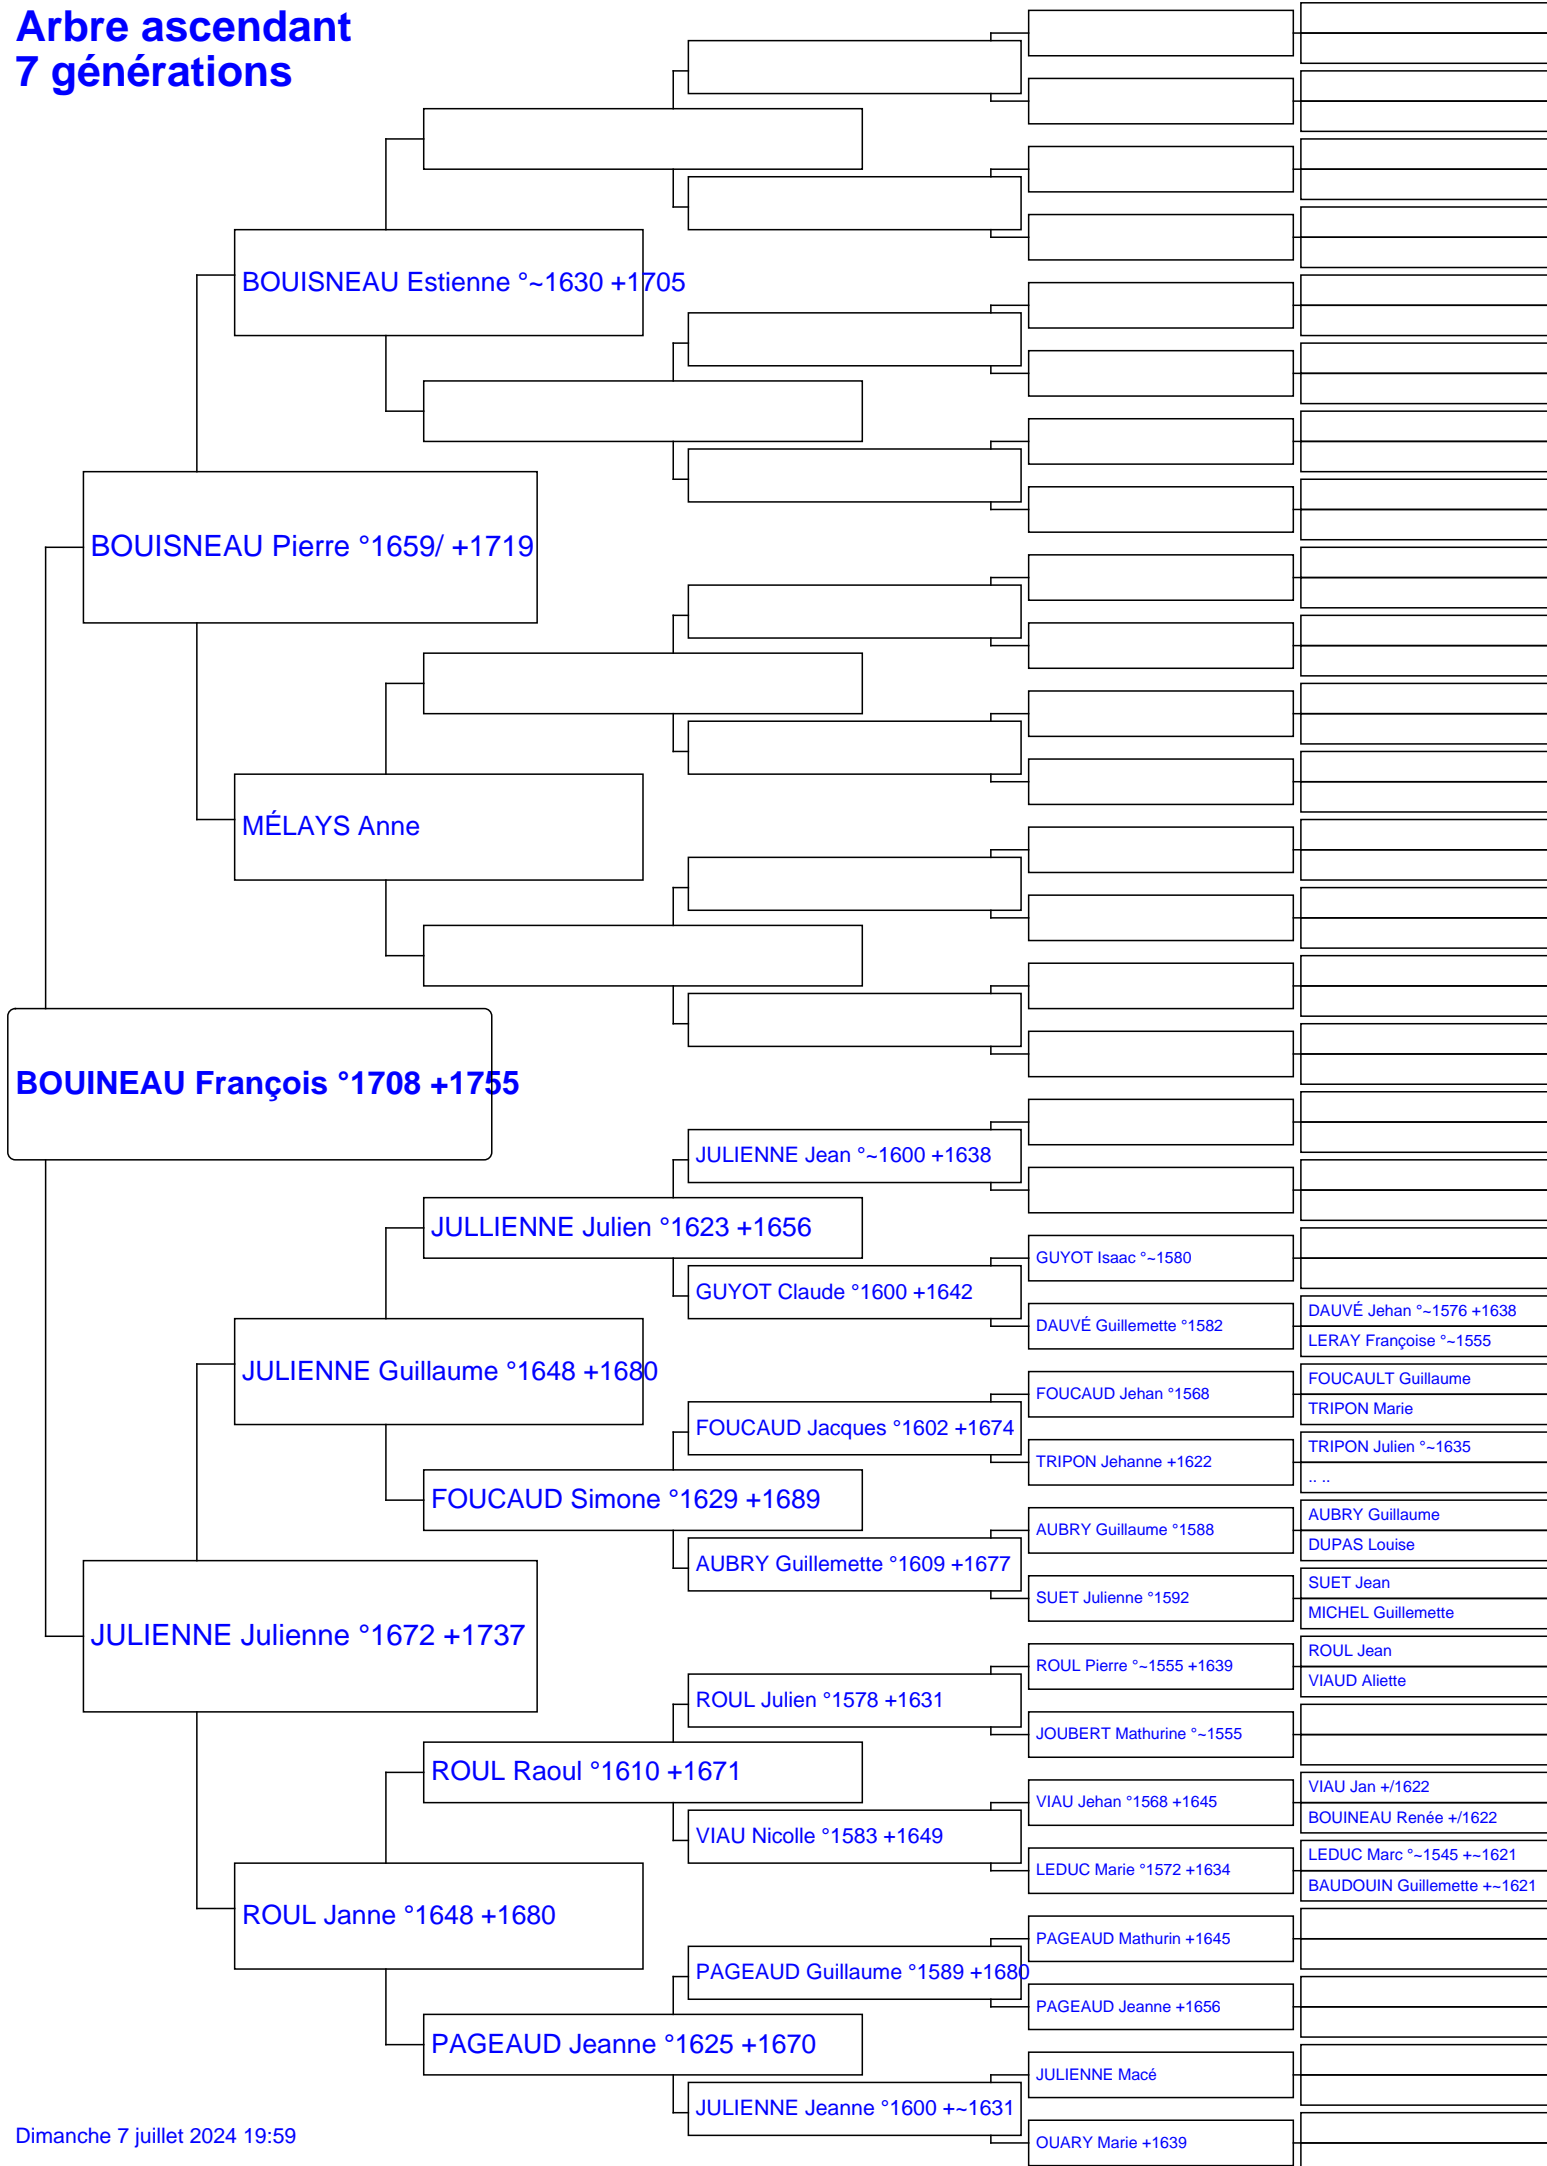 Arbre ascendant
7 générations
BOUISNEAU Estienne °~1630 +1705
BOUISNEAU Pierre °1659/ +1719
MÉLAYS Anne
BOUINEAU François °1708 +1755
JULIENNE Jean °~1600 +1638
JULLIENNE Julien °1623 +1656
GUYOT Isaac °~1580
GUYOT Claude °1600 +1642
DAUVÉ Jehan °~1576 +1638
DAUVÉ Guillemette °1582
LERAY Françoise °~1555
JULIENNE Guillaume °1648 +1680
FOUCAULT Guillaume
FOUCAUD Jehan °1568
TRIPON Marie
FOUCAUD Jacques °1602 +1674
TRIPON Julien °~1635
TRIPON Jehanne +1622
.. ..
FOUCAUD Simone °1629 +1689
AUBRY Guillaume
AUBRY Guillaume °1588
DUPAS Louise
AUBRY Guillemette °1609 +1677
SUET Jean
SUET Julienne °1592
MICHEL Guillemette
JULIENNE Julienne °1672 +1737
ROUL Jean
ROUL Pierre °~1555 +1639
VIAUD Aliette
ROUL Julien °1578 +1631
JOUBERT Mathurine °~1555
ROUL Raoul °1610 +1671
VIAU Jan +/1622
VIAU Jehan °1568 +1645
BOUINEAU Renée +/1622
VIAU Nicolle °1583 +1649
LEDUC Marc °~1545 +~1621
LEDUC Marie °1572 +1634
BAUDOUIN Guillemette +~1621
ROUL Janne °1648 +1680
PAGEAUD Mathurin +1645
PAGEAUD Guillaume °1589 +1680
PAGEAUD Jeanne +1656
PAGEAUD Jeanne °1625 +1670
JULIENNE Macé
JULIENNE Jeanne °1600 +~1631
OUARY Marie +1639
Dimanche 7 juillet 2024 19:59